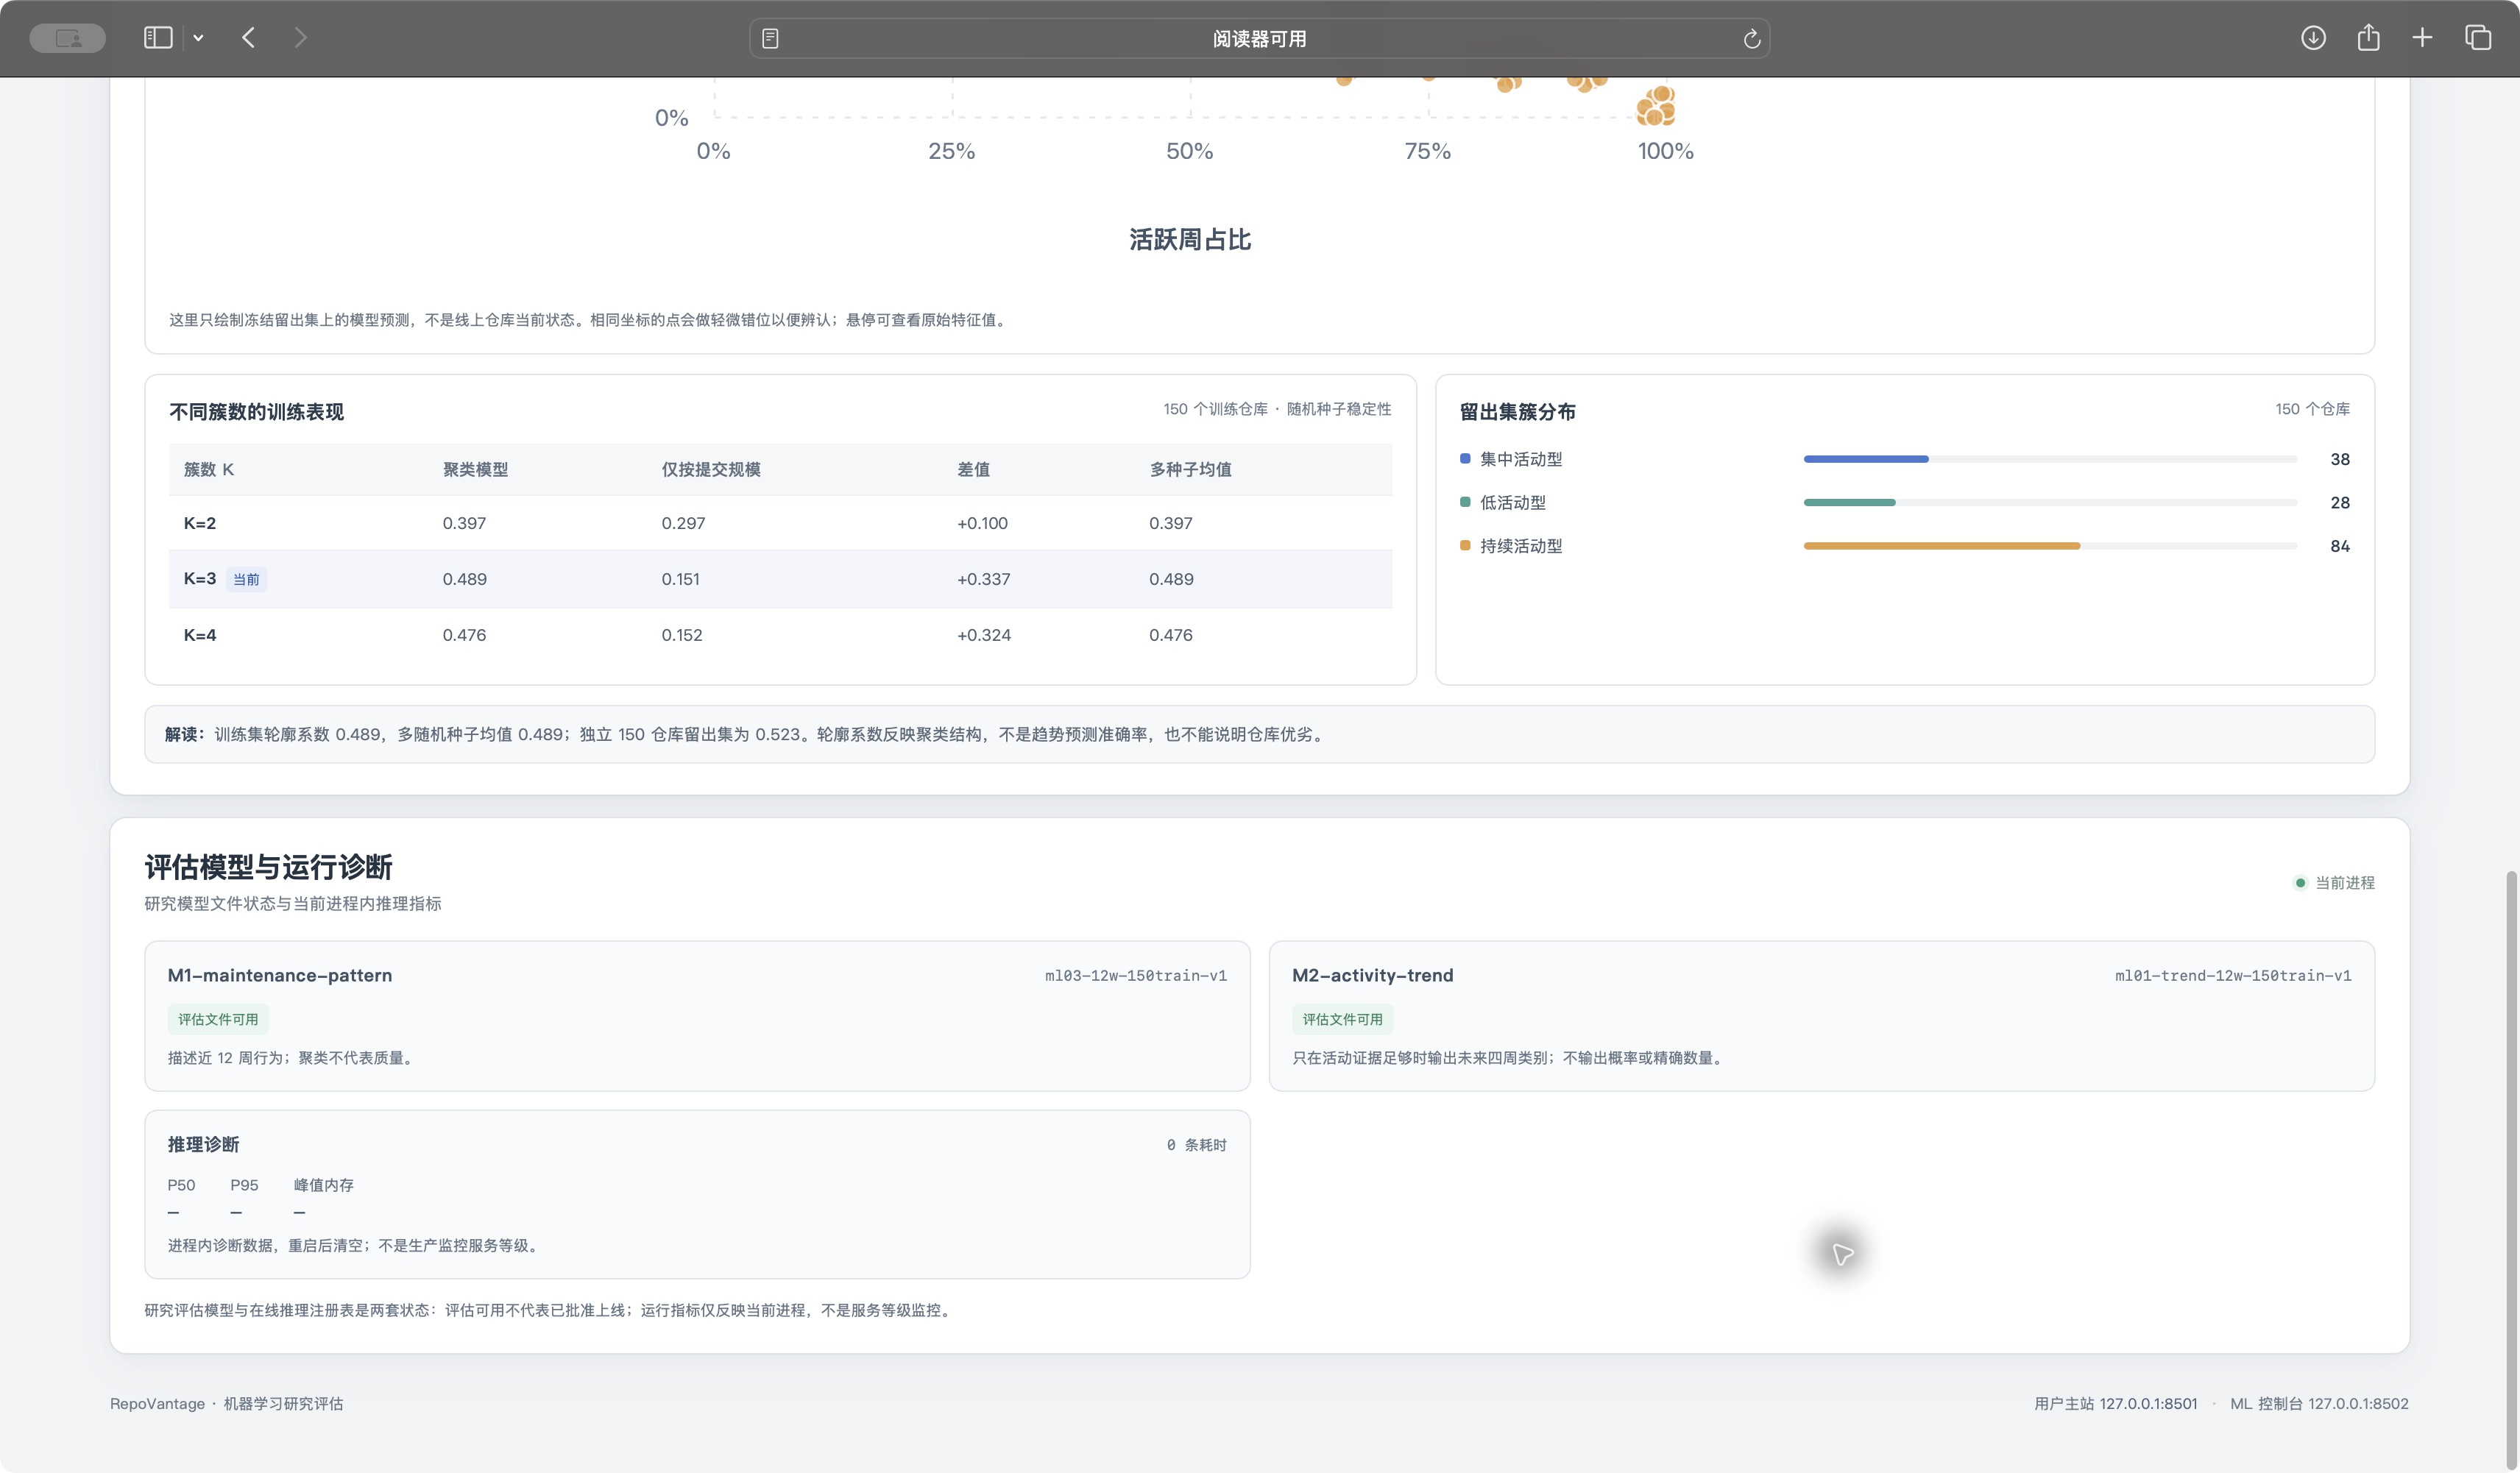 阅读器可用
0%
0% 25% 50% 75% 100%
活跃周占比
这里只绘制冻结留出集上的模型预测，不是线上仓库当前状态。相同坐标的点会做轻微错位以便辨认；悬停可查看原始特征值。
不同簇数的训练表现 150 个训练仓库 · 随机种子稳定性
簇数 K 聚类模型 仅按提交规模 差值 多种子均值
K=2 0.397 0.297 +0.100 0.397
K=3 当前 0.489 0.151 +0.337 0.489
K=4 0.476 0.152 +0.324 0.476
留出集簇分布 150 个仓库
集中活动型 38
低活动型 28
持续活动型 84
解读：训练集轮廓系数 0.489，多随机种子均值 0.489；独立 150 仓库留出集为 0.523。轮廓系数反映聚类结构，不是趋势预测准确率，也不能说明仓库优劣。
评估模型与运行诊断
研究模型文件状态与当前进程内推理指标
当前进程
M1-maintenance-pattern ml03-12w-150train-v1
评估文件可用
描述近 12 周行为；聚类不代表质量。
M2-activity-trend ml01-trend-12w-150train-v1
评估文件可用
只在活动证据足够时输出未来四周类别；不输出概率或精确数量。
推理诊断 0 条耗时
P50 P95 峰值内存
— — —
进程内诊断数据，重启后清空；不是生产监控服务等级。
研究评估模型与在线推理注册表是两套状态：评估可用不代表已批准上线；运行指标仅反映当前进程，不是服务等级监控。
RepoVantage · 机器学习研究评估
用户主站 127.0.0.1:8501 · ML 控制台 127.0.0.1:8502